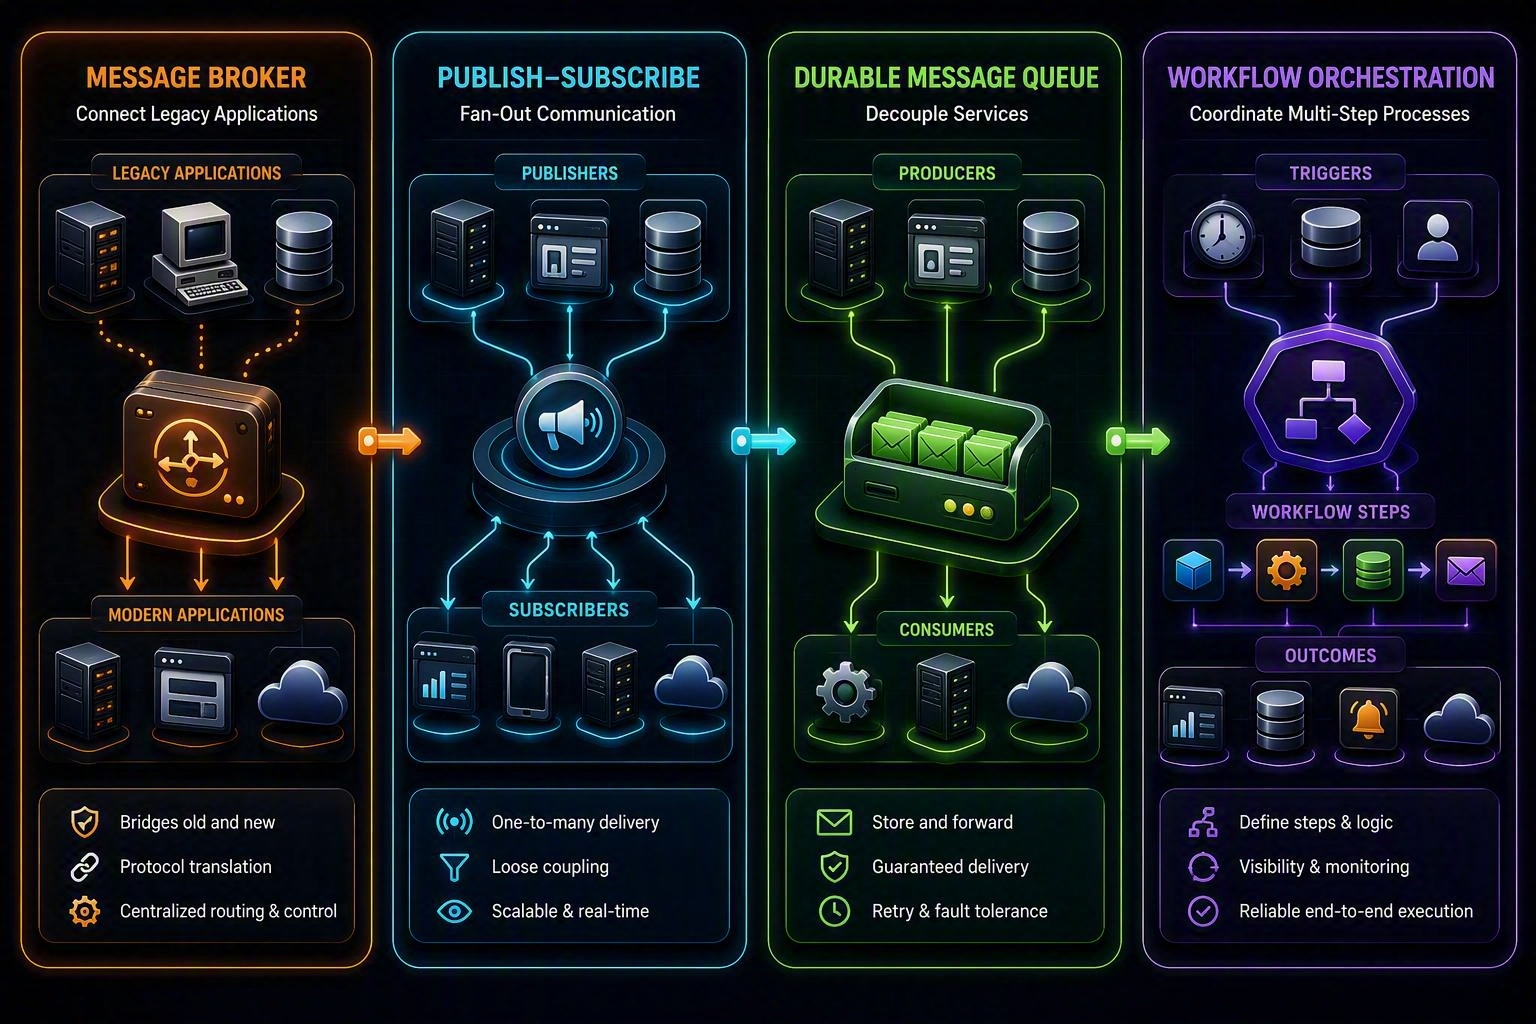 MESSAGE BROKER
Connect Legacy Applications
LEGACY APPLICATIONS
MODERN APPLICATIONS
Bridges old and new
Protocol translation
Centralized routing & control
PUBLISH–SUBSCRIBE
Fan-Out Communication
PUBLISHERS
SUBSCRIBERS
One-to-many delivery
Loose coupling
Scalable & real-time
DURABLE MESSAGE QUEUE
Decouple Services
PRODUCERS
CONSUMERS
Store and forward
Guaranteed delivery
Retry & fault tolerance
WORKFLOW ORCHESTRATION
Coordinate Multi-Step Processes
TRIGGERS
WORKFLOW STEPS
OUTCOMES
Define steps & logic
Visibility & monitoring
Reliable end-to-end execution